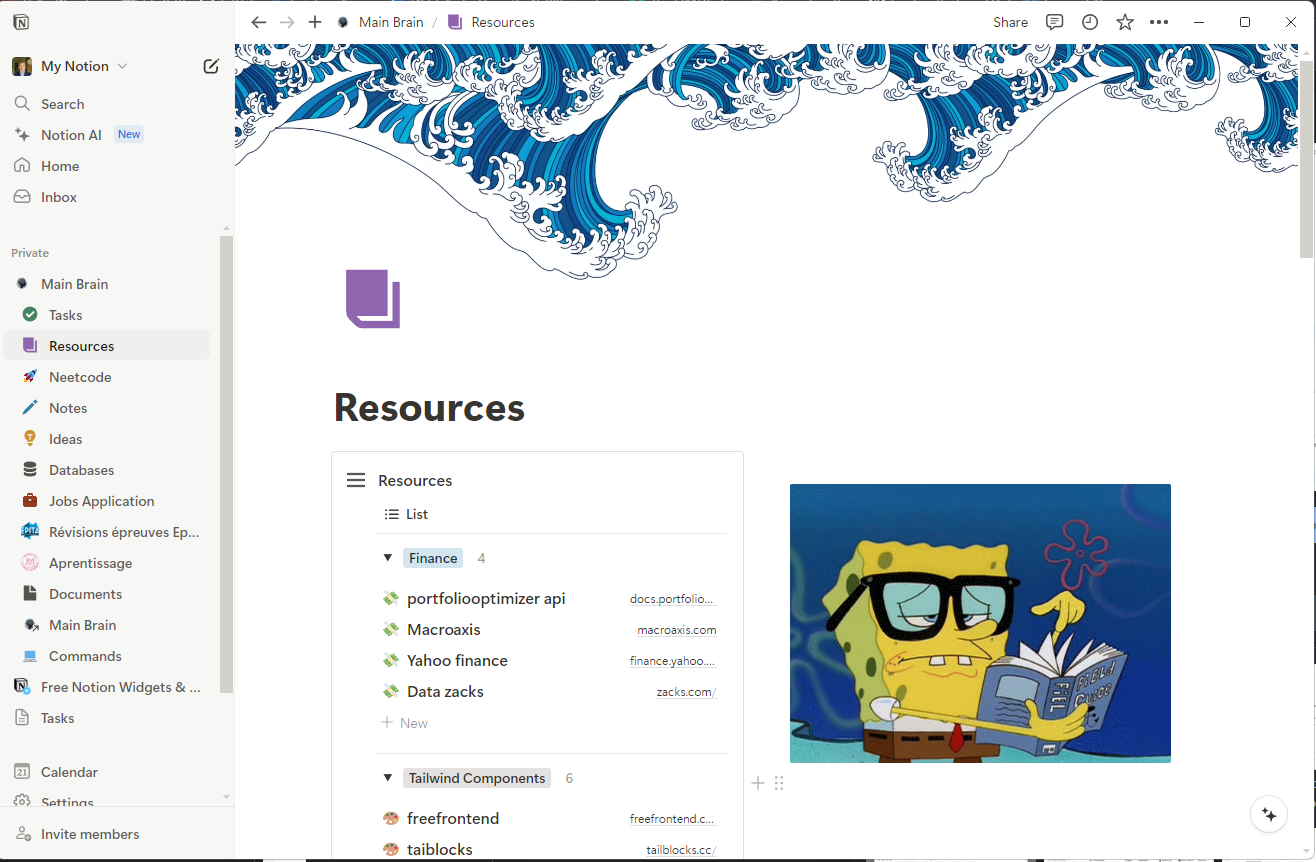 Main Brain / Resources
Share
My Notion
Search
Notion AI New
Home
Inbox
Private
Main Brain
Tasks
Resources
Neetcode
Notes
Ideas
Databases
Jobs Application
Révisions épreuves Ep...
Aprentissage
Documents
Main Brain
Commands
Free Notion Widgets & ...
Tasks
21 Calendar
Settings
Invite members
Resources
Resources
List
Finance 4
portfoliooptimizer api docs.portfolio...
Macroaxis macroaxis.com
Yahoo finance finance.yahoo....
Data zacks zacks.com/
New
Tailwind Components 6
freefrontend freefrontend.c...
taiblocks tailblocks.cc/
FIELD